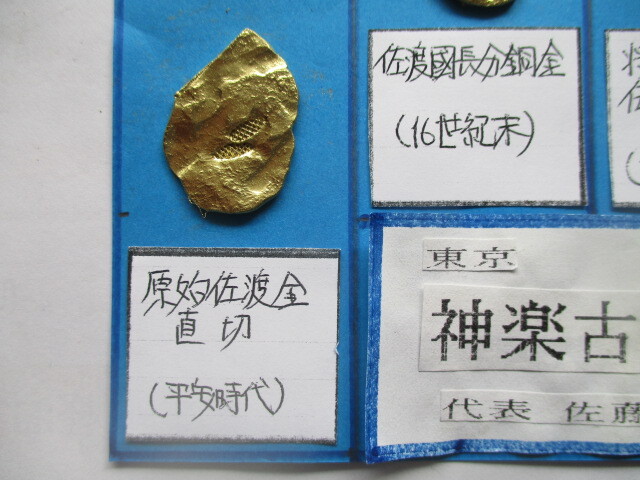 佐渡國長分銅金
(16世紀末)
原始佐渡金
直切
(平安時代)
東京
神楽古
代表 佐藤